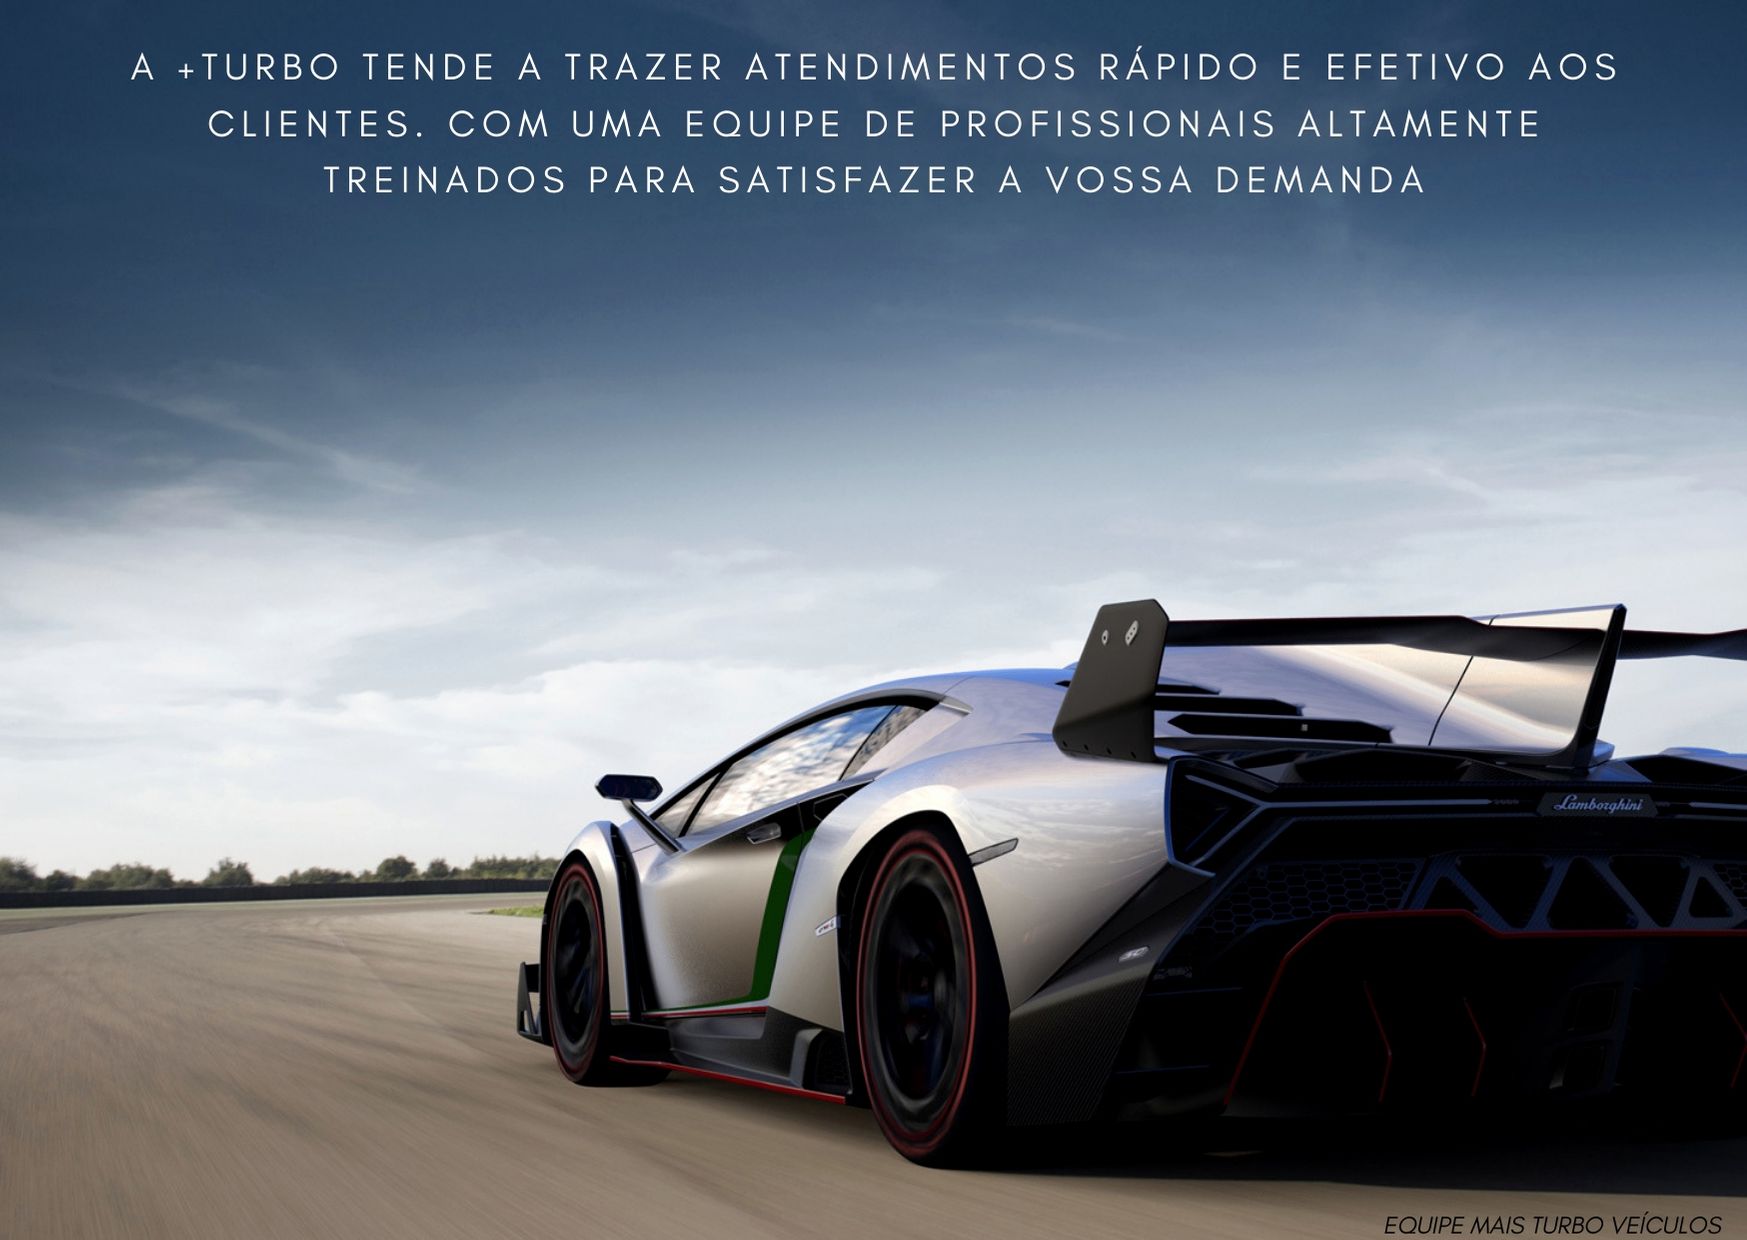 A +TURBO TENDE A TRAZER ATENDIMENTOS RÁPIDO E EFETIVO AOS
CLIENTES. COM UMA EQUIPE DE PROFISSIONAIS ALTAMENTE
TREINADOS PARA SATISFAZER A VOSSA DEMANDA
Lamborghini
EQUIPE MAIS TURBO VEÍCULOS